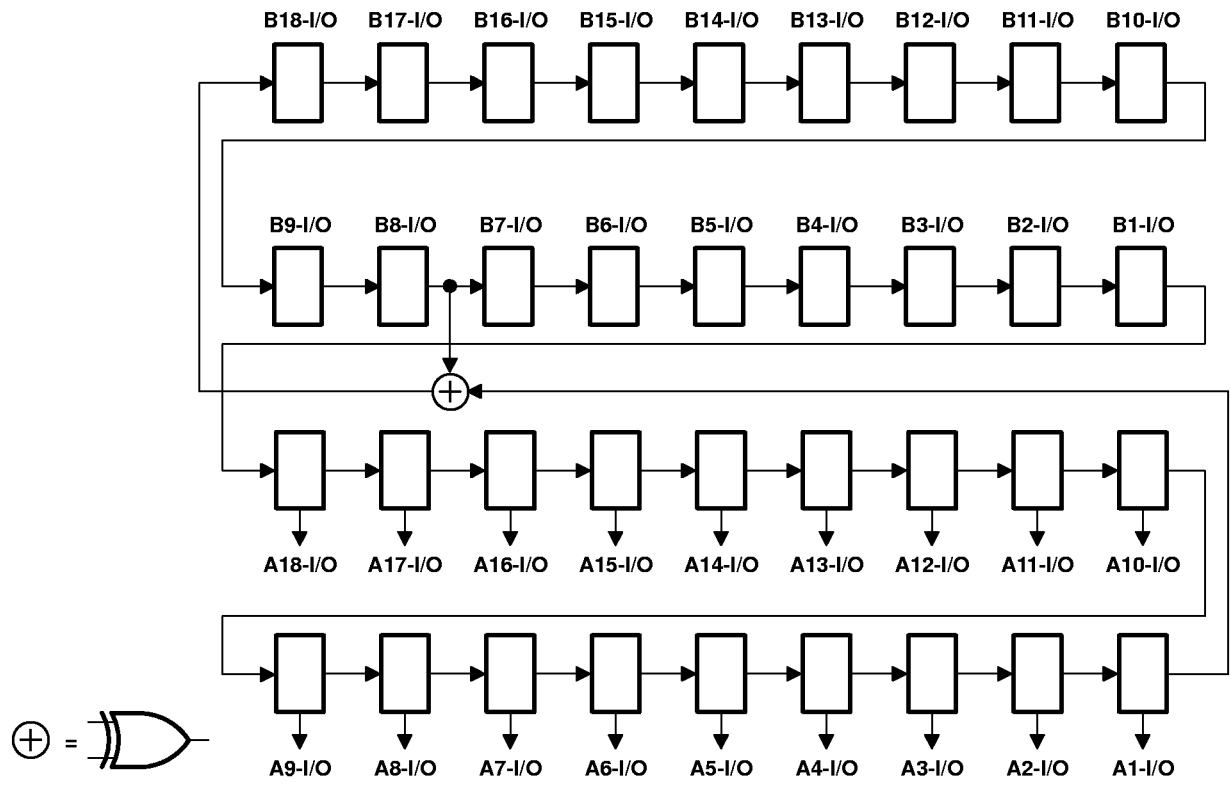 B18-I/O B17-I/O B16-I/O B15-I/O B14-I/O B13-I/O B12-I/O B11-I/O B10-I/O
B9-I/O B8-I/O B7-I/O B6-I/O B5-I/O B4-I/O B3-I/O B2-I/O B1-I/O
A18-I/O A17-I/O A16-I/O A15-I/O A14-I/O A13-I/O A12-I/O A11-I/O A10-I/O
=
A9-I/O A8-I/O A7-I/O A6-I/O A5-I/O A4-I/O A3-I/O A2-I/O A1-I/O